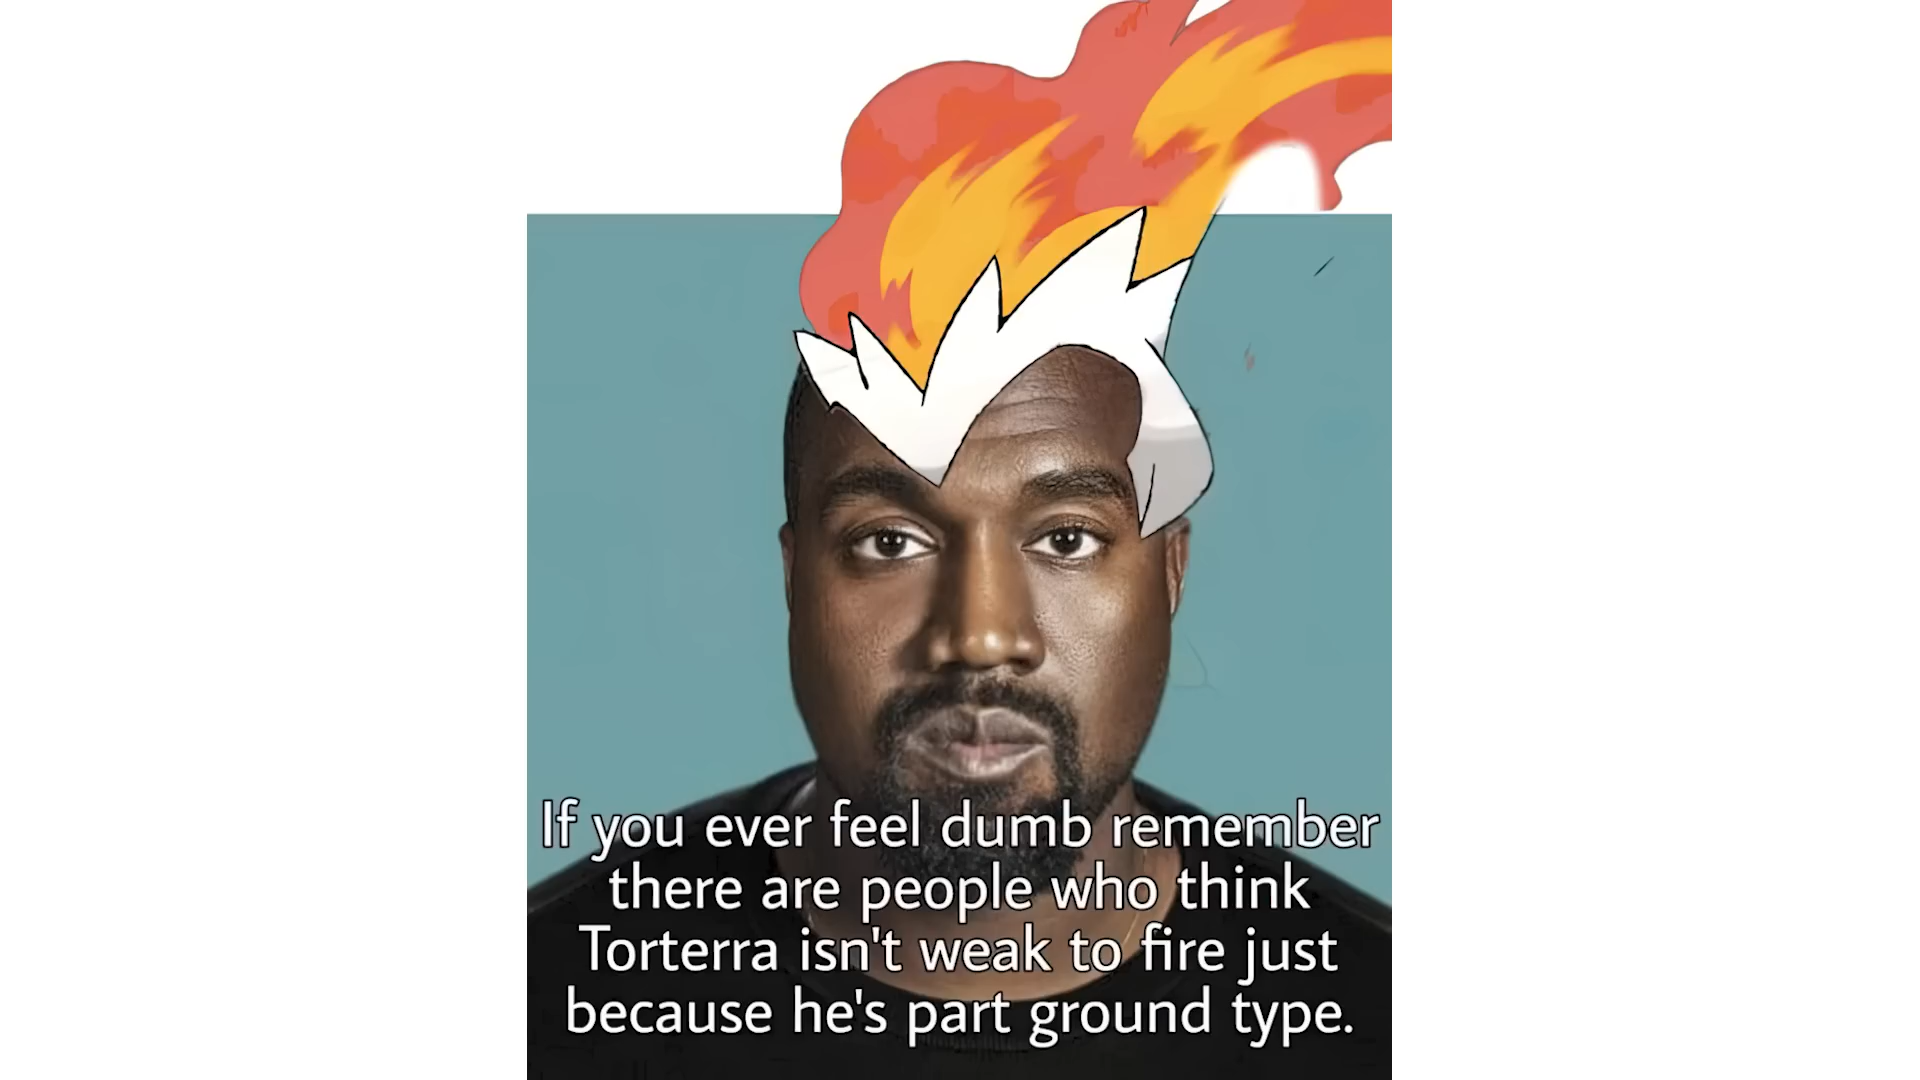 If you ever feel dumb remember
there are people who think
Torterra isn't weak to fire just
because he's part ground type.